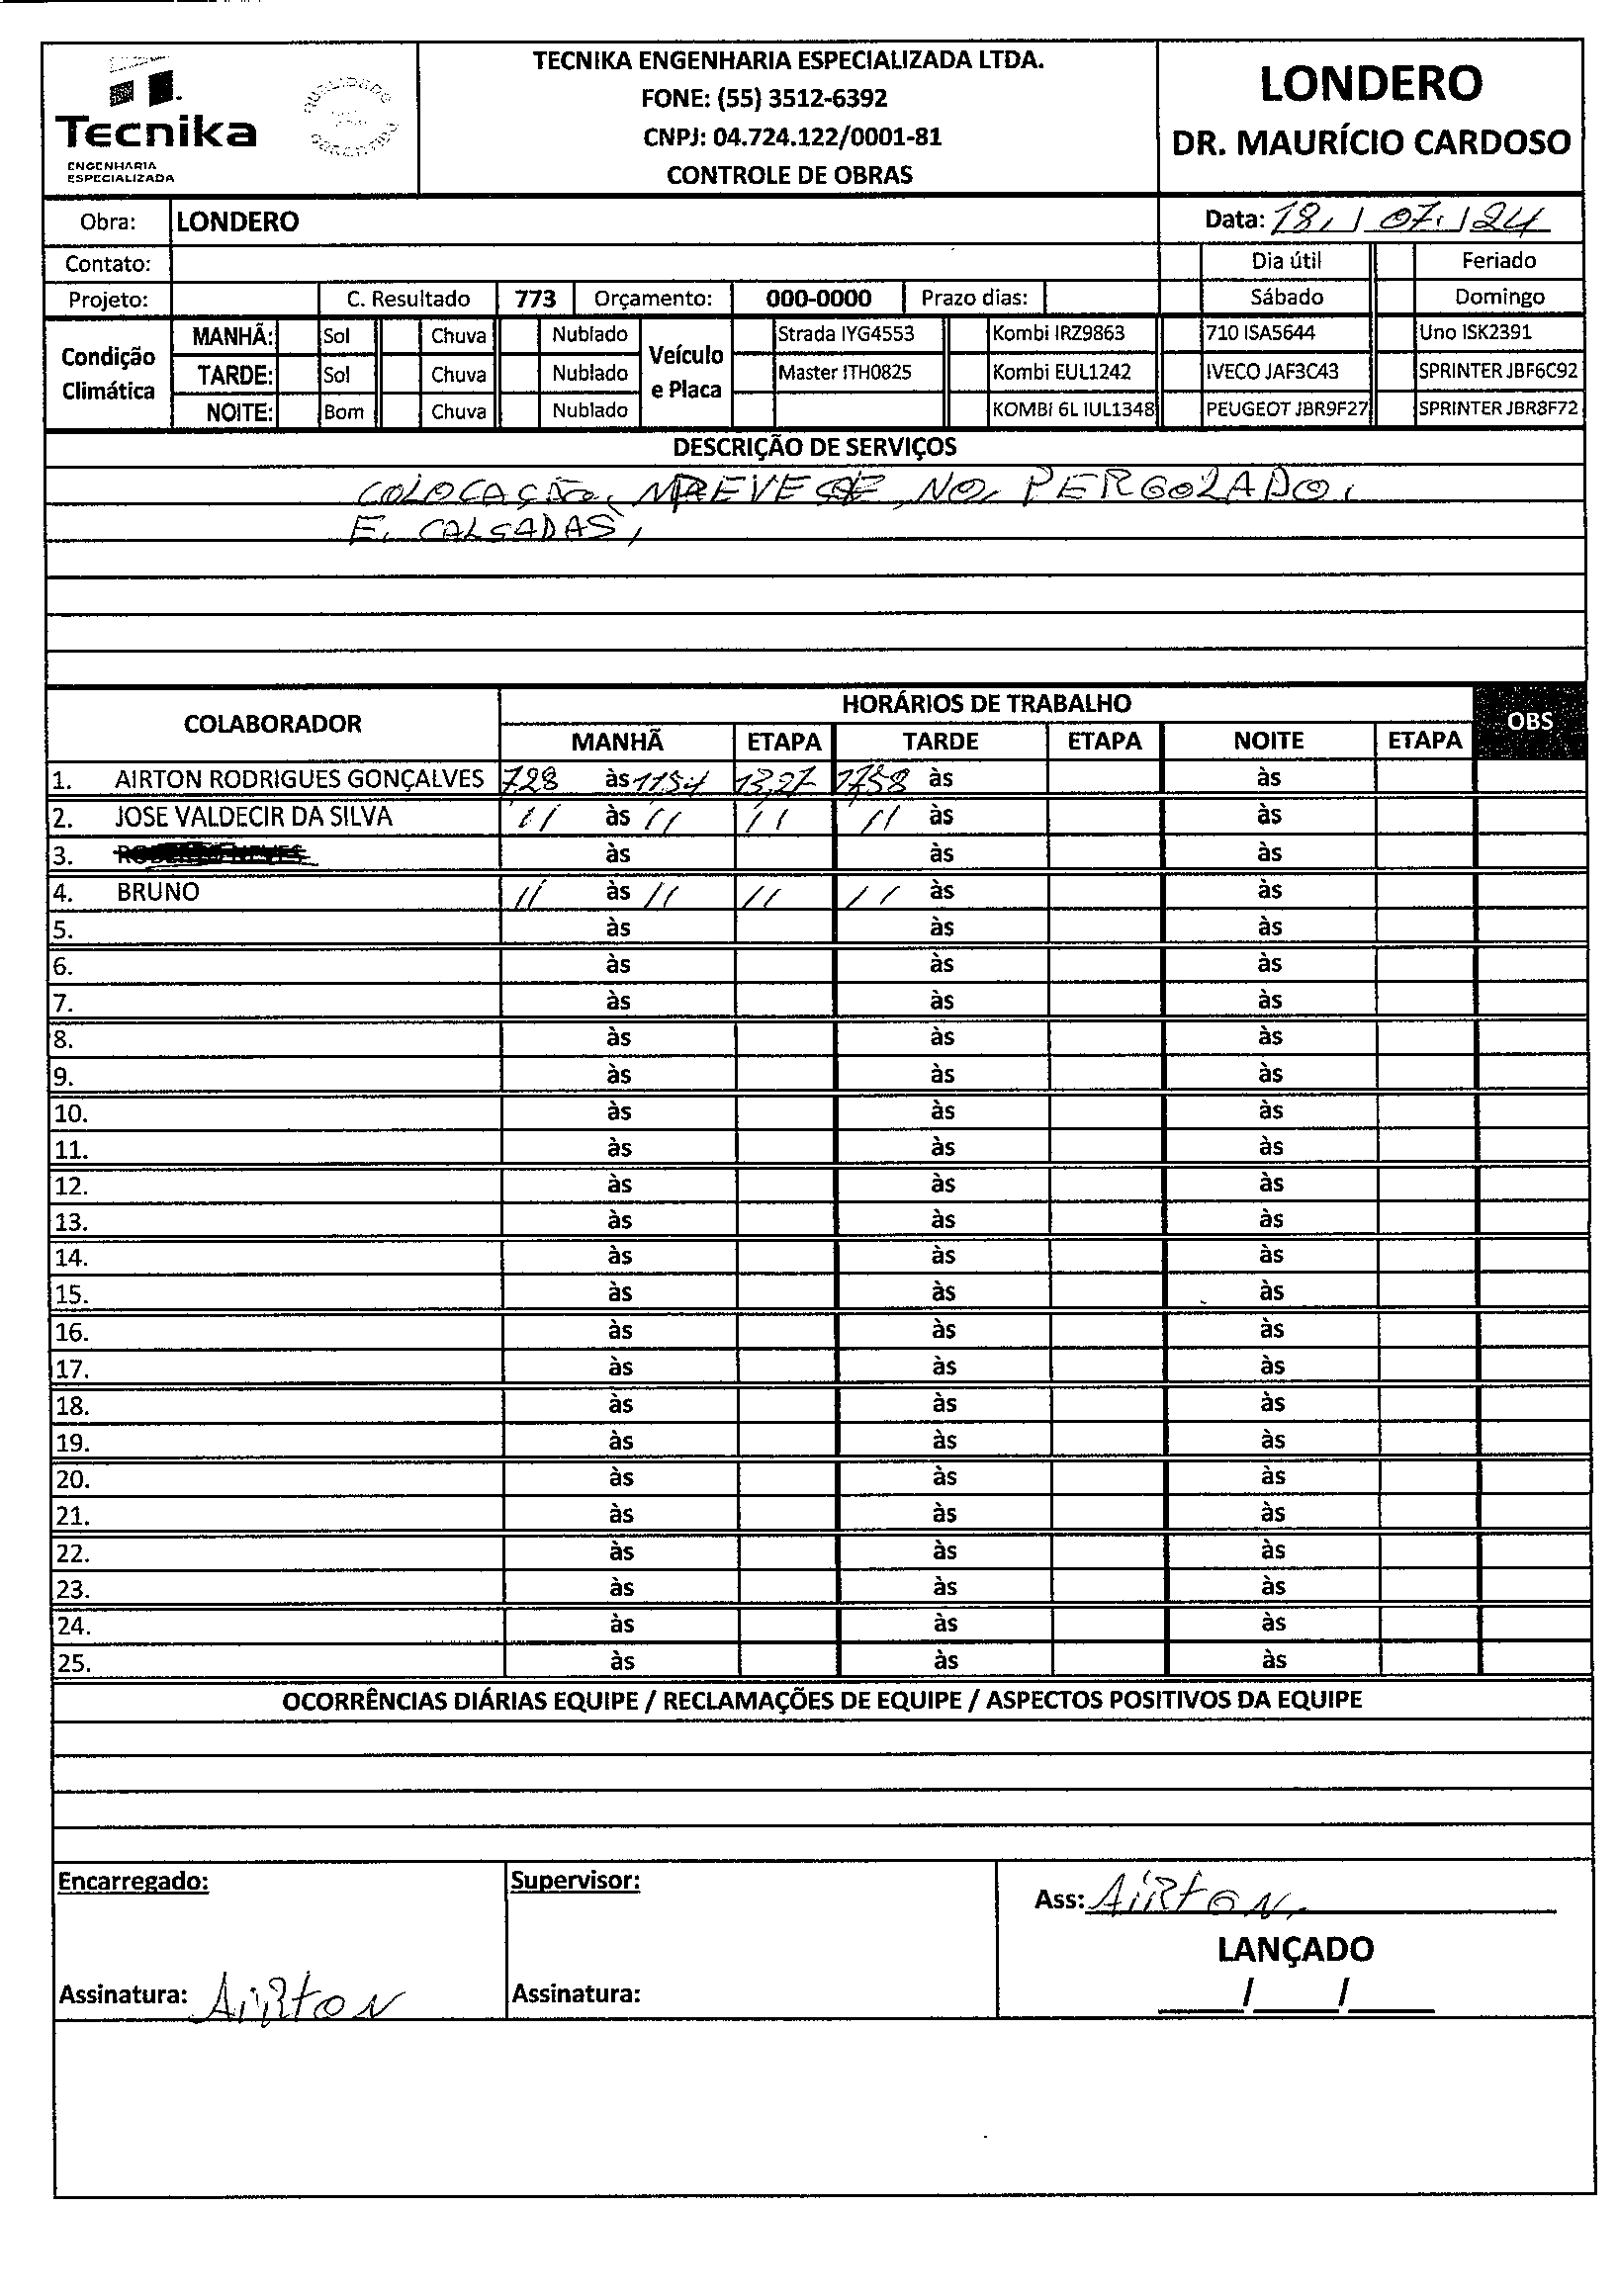 Tecnika
ENGENHARIA
ESPECIALIZADA
QUALIDADE
GARANTIDA
TECNIKA ENGENHARIA ESPECIALIZADA LTDA.
FONE: (55) 3512-6392
CNPJ: 04.724.122/0001-81
CONTROLE DE OBRAS
LONDERO
DR. MAURÍCIO CARDOSO
Obra: LONDERO Data: 18, / 07. / 24
Contato: Dia útil Feriado
Projeto: C. Resultado 773 Orçamento: 000-0000 Prazo dias: Sábado Domingo
Condição Climática
MANHÃ: Sol Chuva Nublado
TARDE: Sol Chuva Nublado
NOITE: Bom Chuva Nublado
Veículo e Placa
Strada IYG4553 Kombi IRZ9863 710 ISA5644 Uno ISK2391
Master ITH0825 Kombi EUL1242 IVECO JAF3C43 SPRINTER JBF6C92
KOMBI 6L IUL1348 PEUGEOT JBR9F27 SPRINTER JBR8F72
DESCRIÇÃO DE SERVIÇOS
COLOCAÇÃO, NO, PERGOLADO,
E, CALSADAS,
COLABORADOR HORÁRIOS DE TRABALHO OBS
MANHÃ ETAPA TARDE ETAPA NOITE ETAPA
1. AIRTON RODRIGUES GONÇALVES 728 às 1154 13,27 1758 às às
2. JOSE VALDECIR DA SILVA // às // // // às às
3. às às às
4. BRUNO // às // // // às às
5. às às às
6. às às às
7. às às às
8. às às às
9. às às às
10. às às às
11. às às às
12. às às às
13. às às às
14. às às às
15. às às às
16. às às às
17. às às às
18. às às às
19. às às às
20. às às às
21. às às às
22. às às às
23. às às às
24. às às às
25. às às às
OCORRÊNCIAS DIÁRIAS EQUIPE / RECLAMAÇÕES DE EQUIPE / ASPECTOS POSITIVOS DA EQUIPE
Encarregado:
Assinatura: AiRtoN
Supervisor:
Assinatura:
Ass: AiRtoN.
LANÇADO
____/____/____